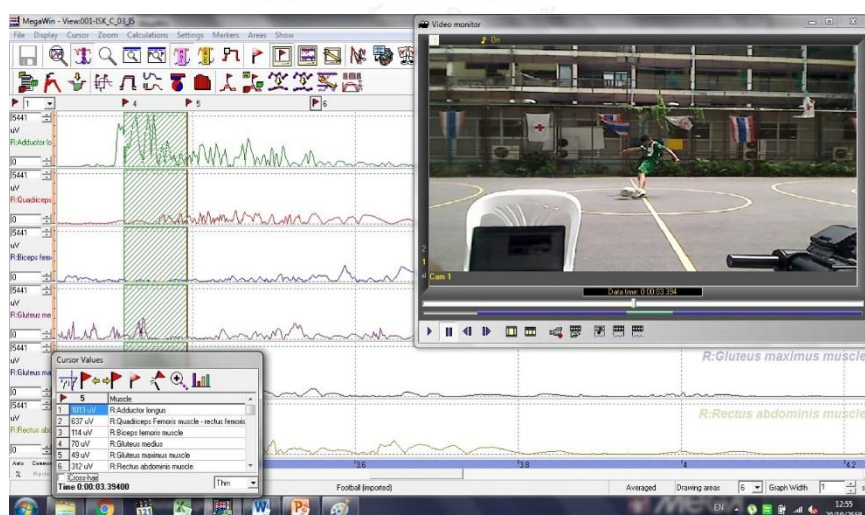 MegaWin - View:001-ISK_C_03_I5
File Display Cursor Zoom Calculations Settings Markers Areas Show
1
4
5
6
5441
uV
R:Adductor lo
0
5441
uV
R:Quadriceps
0
5441
uV
R:Biceps fem
0
5441
uV
R:Gluteus me
0
5441
uV
R:Gluteus ma
0
5441
uV
R:Rectus abd
0
Video monitor
On
Cam 1
Data time: 0:00:03.394
R:Gluteus maximus muscle
R:Rectus abdominis muscle
Cursor Values
5 Muscle
1 1013 uV R:Adductor longus
2 637 uV R:Quadriceps Femoris muscle - rectus femoris
3 114 uV R:Biceps femoris muscle
4 70 uV R:Gluteus medius
5 49 uV R:Gluteus maximus muscle
6 312 uV R:Rectus abdominis muscle
Cross-hair
Thin
Time 0:00:03.39400
3.6
3.8
4
4.2
Auto
%
Football (imported)
Averaged
Drawing areas
6
Graph Width
1
EN
12:55